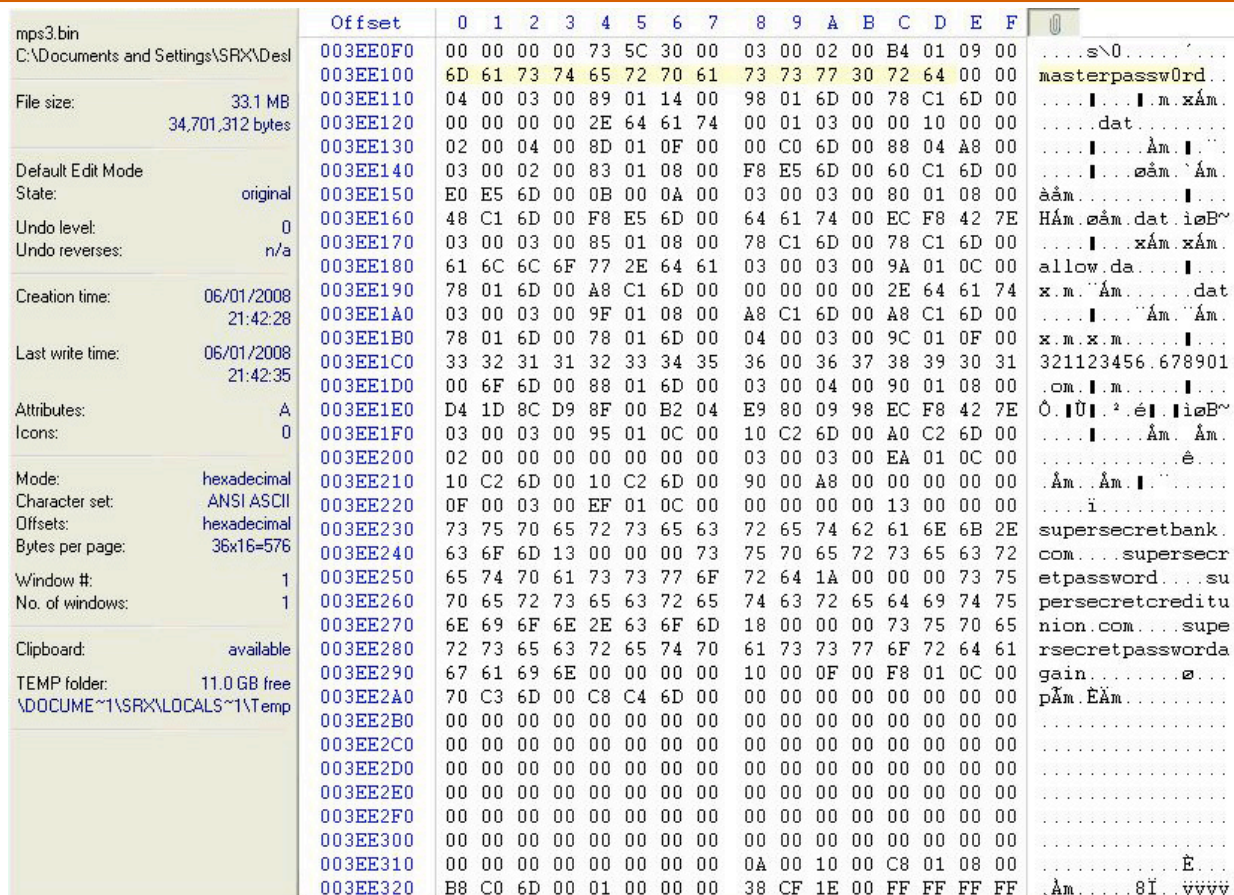 mps3.bin
C:\Documents and Settings\SRX\Desl
File size: 33.1 MB
34,701,312 bytes
Default Edit Mode
State: original
Undo level: 0
Undo reverses: n/a
Creation time: 06/01/2008
21:42:28
Last write time: 06/01/2008
21:42:35
Attributes: A
Icons: 0
Mode: hexadecimal
Character set: ANSI ASCII
Offsets: hexadecimal
Bytes per page: 36x16=576
Window #: 1
No. of windows: 1
Clipboard: available
TEMP folder: 11.0 GB free
\DOCUME~1\SRX\LOCALS~1\Temp
Offset 0 1 2 3 4 5 6 7 8 9 A B C D E F
003EE0F0 00 00 00 00 73 5C 30 00 03 00 02 00 B4 01 09 00 ....s\0.....´...
003EE100 6D 61 73 74 65 72 70 61 73 73 77 30 72 64 00 00 masterpassw0rd..
003EE110 04 00 03 00 89 01 14 00 98 01 6D 00 78 C1 6D 00 ....▌...▌.m.xÁm.
003EE120 00 00 00 00 2E 64 61 74 00 01 03 00 00 10 00 00 .....dat........
003EE130 02 00 04 00 8D 01 0F 00 00 C0 6D 00 88 04 A8 00 ....▌....Àm.▌.¨.
003EE140 03 00 02 00 83 01 08 00 F8 E5 6D 00 60 C1 6D 00 ....▌...øåm.`Ám.
003EE150 E0 E5 6D 00 0B 00 0A 00 03 00 03 00 80 01 08 00 àåm.........▌...
003EE160 48 C1 6D 00 F8 E5 6D 00 64 61 74 00 EC F8 42 7E HÁm.øåm.dat.ìøB~
003EE170 03 00 03 00 85 01 08 00 78 C1 6D 00 78 C1 6D 00 ....▌...xÁm.xÁm.
003EE180 61 6C 6C 6F 77 2E 64 61 03 00 03 00 9A 01 0C 00 allow.da....▌...
003EE190 78 01 6D 00 A8 C1 6D 00 00 00 00 00 2E 64 61 74 x.m.¨Ám......dat
003EE1A0 03 00 03 00 9F 01 08 00 A8 C1 6D 00 A8 C1 6D 00 ....▌...¨Ám.¨Ám.
003EE1B0 78 01 6D 00 78 01 6D 00 04 00 03 00 9C 01 0F 00 x.m.x.m.....▌...
003EE1C0 33 32 31 31 32 33 34 35 36 00 36 37 38 39 30 31 321123456.678901
003EE1D0 00 6F 6D 00 88 01 6D 00 03 00 04 00 90 01 08 00 .om.▌.m.....▌...
003EE1E0 D4 1D 8C D9 8F 00 B2 04 E9 80 09 98 EC F8 42 7E Ô.▌Ù▌.².é▌.▌ìøB~
003EE1F0 03 00 03 00 95 01 0C 00 10 C2 6D 00 A0 C2 6D 00 ....▌....Âm. Âm.
003EE200 02 00 00 00 00 00 00 00 03 00 03 00 EA 01 0C 00 ............ê...
003EE210 10 C2 6D 00 10 C2 6D 00 90 00 A8 00 00 00 00 00 .Âm..Âm.▌.¨.....
003EE220 0F 00 03 00 EF 01 0C 00 00 00 00 00 13 00 00 00 ....ï...........
003EE230 73 75 70 65 72 73 65 63 72 65 74 62 61 6E 6B 2E supersecretbank.
003EE240 63 6F 6D 13 00 00 00 73 75 70 65 72 73 65 63 72 com....supersecr
003EE250 65 74 70 61 73 73 77 6F 72 64 1A 00 00 00 73 75 etpassword....su
003EE260 70 65 72 73 65 63 72 65 74 63 72 65 64 69 74 75 persecretcreditu
003EE270 6E 69 6F 6E 2E 63 6F 6D 18 00 00 00 73 75 70 65 nion.com....supe
003EE280 72 73 65 63 72 65 74 70 61 73 73 77 6F 72 64 61 rsecretpassworda
003EE290 67 61 69 6E 00 00 00 00 10 00 0F 00 F8 01 0C 00 gain........ø...
003EE2A0 70 C3 6D 00 C8 C4 6D 00 00 00 00 00 00 00 00 00 pÃm.ÈÄm.........
003EE2B0 00 00 00 00 00 00 00 00 00 00 00 00 00 00 00 00 ................
003EE2C0 00 00 00 00 00 00 00 00 00 00 00 00 00 00 00 00 ................
003EE2D0 00 00 00 00 00 00 00 00 00 00 00 00 00 00 00 00 ................
003EE2E0 00 00 00 00 00 00 00 00 00 00 00 00 00 00 00 00 ................
003EE2F0 00 00 00 00 00 00 00 00 00 00 00 00 00 00 00 00 ................
003EE300 00 00 00 00 00 00 00 00 00 00 00 00 00 00 00 00 ................
003EE310 00 00 00 00 00 00 00 00 0A 00 10 00 C8 01 08 00 ............È...
003EE320 B8 C0 6D 00 01 00 00 00 38 CF 1E 00 FF FF FF FF ¸Àm.....8Ï..ÿÿÿÿ